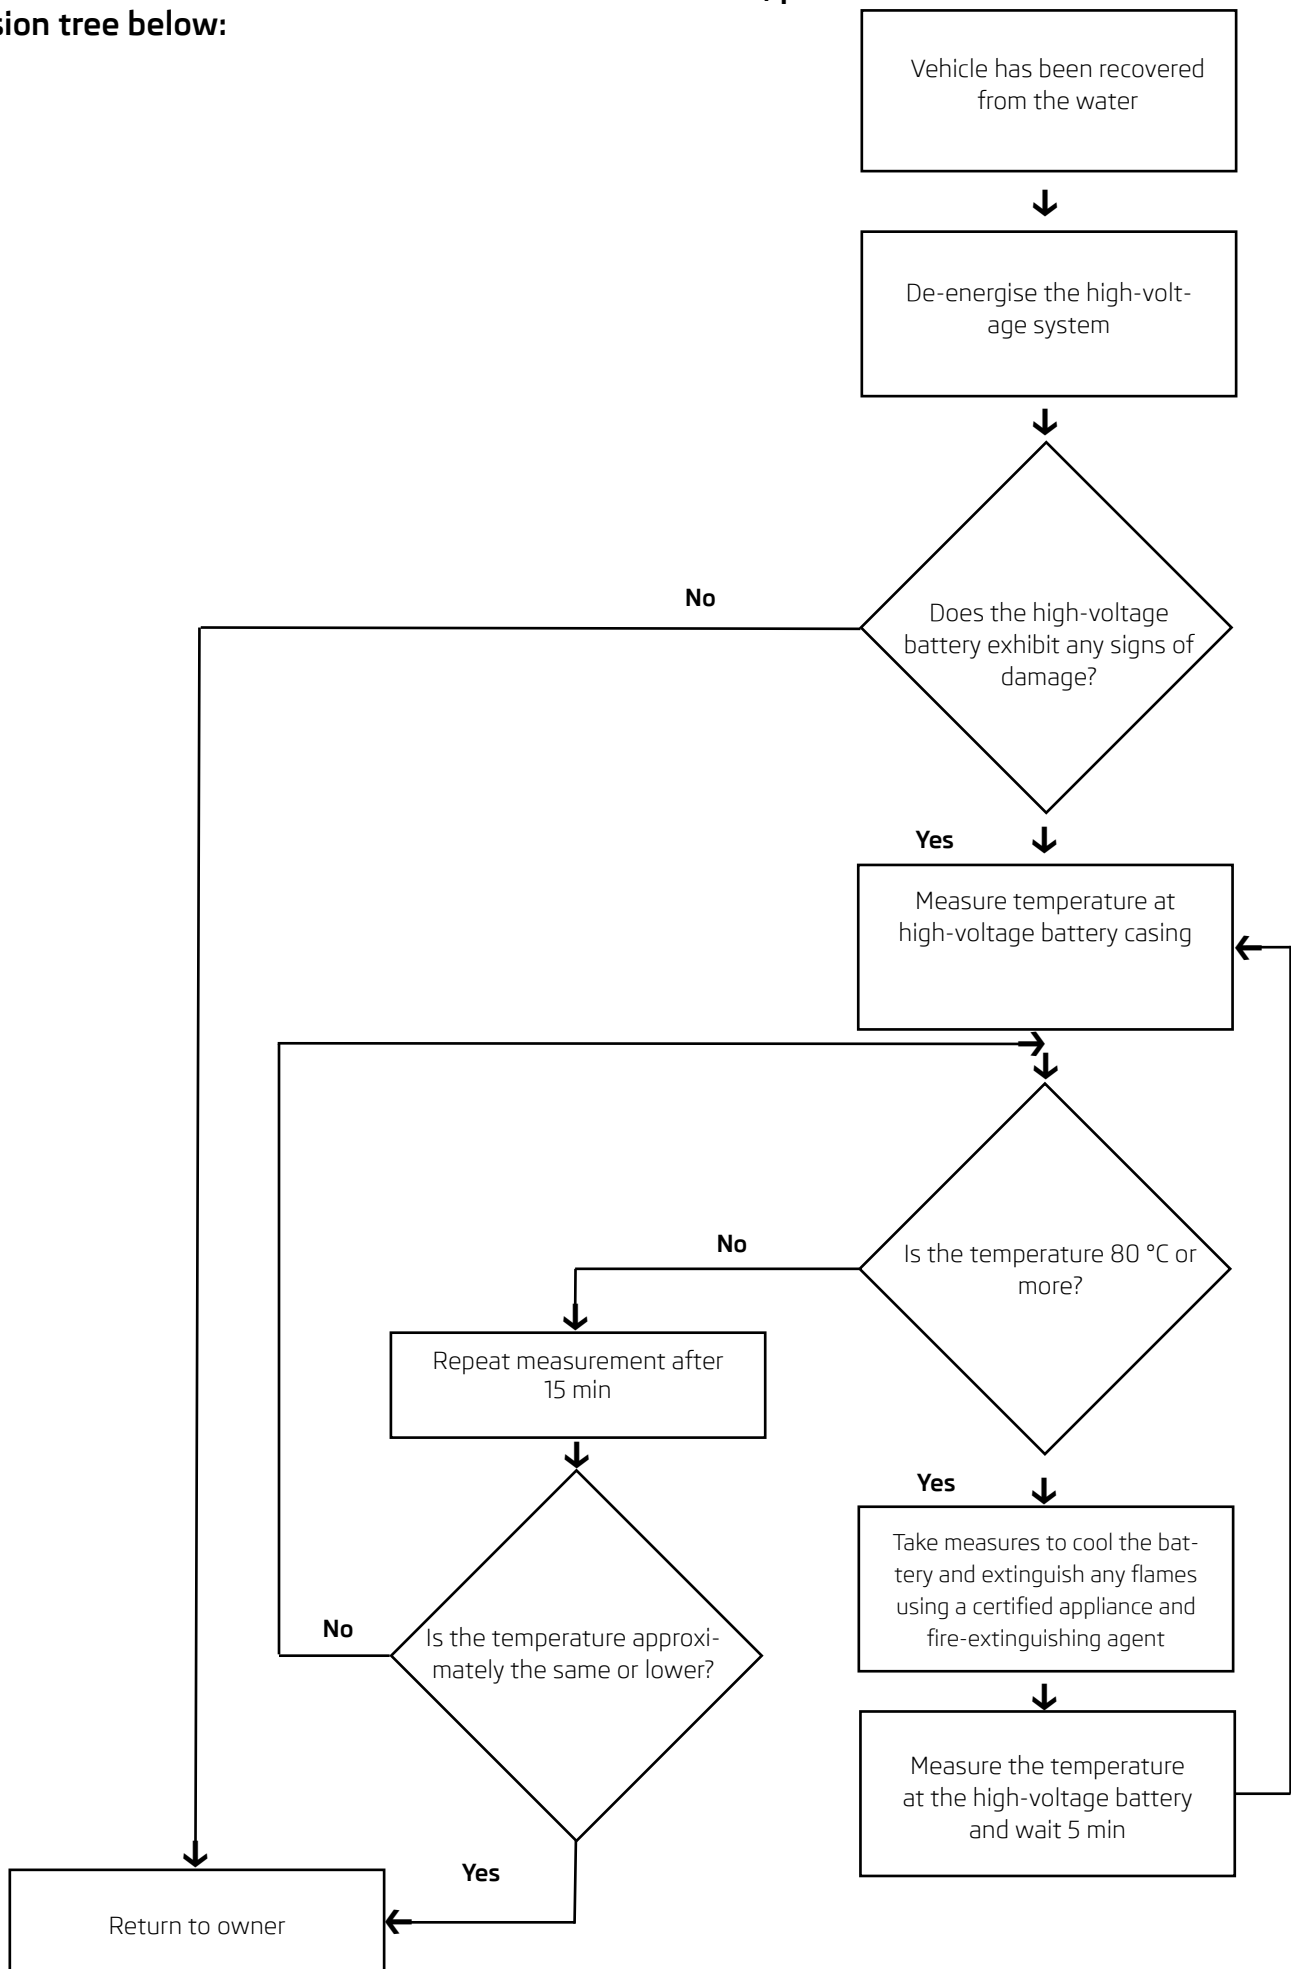 sion tree below:
Vehicle has been recovered
from the water
De-energise the high-volt-
age system
No
Does the high-voltage
battery exhibit any signs of
damage?
Yes
Measure temperature at
high-voltage battery casing
No
Is the temperature 80 °C or
more?
Repeat measurement after
15 min
Yes
Take measures to cool the bat-
tery and extinguish any flames
using a certified appliance and
fire-extinguishing agent
No
Is the temperature approxi-
mately the same or lower?
Measure the temperature
at the high-voltage battery
and wait 5 min
Yes
Return to owner